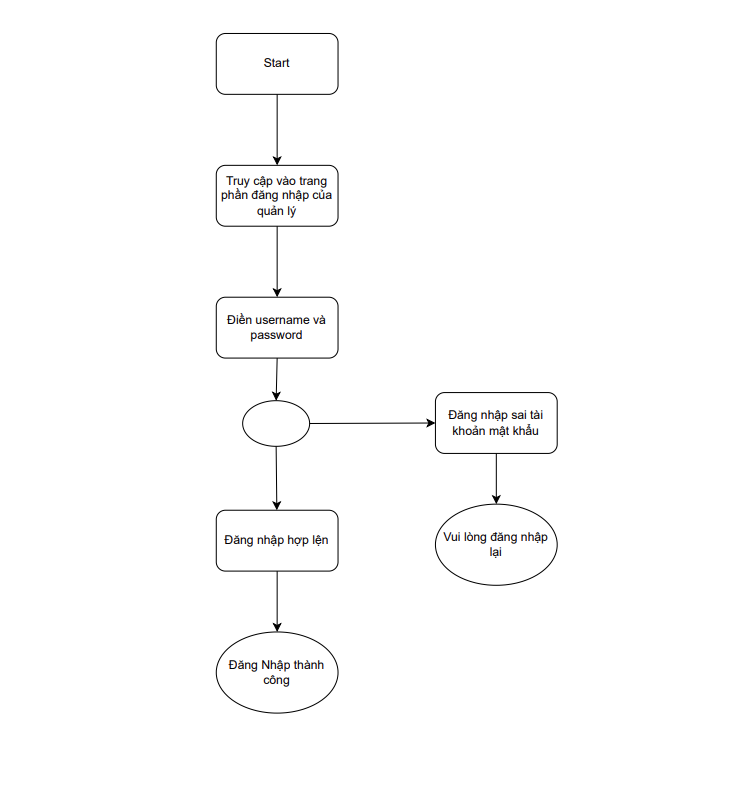 Start
Truy cập vào trang
phần đăng nhập của
quản lý
Điền username và
password
Đăng nhập sai tài
khoản mật khẩu
Đăng nhập hợp lện
Vui lòng đăng nhập
lại
Đăng Nhập thành
công